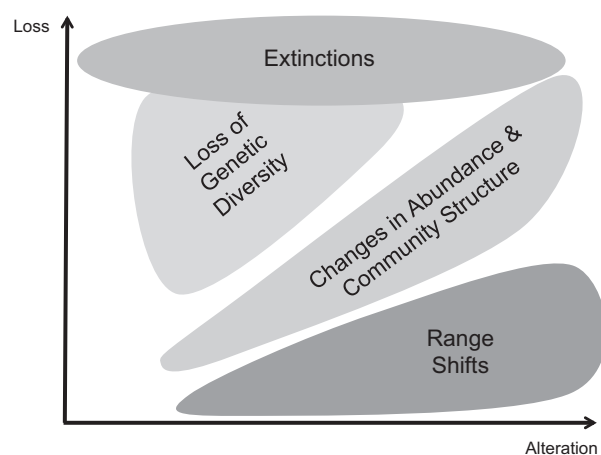 Loss
Extinctions
Loss of
Genetic
Diversity
Changes in Abundance &
Community Structure
Range
Shifts
Alteration